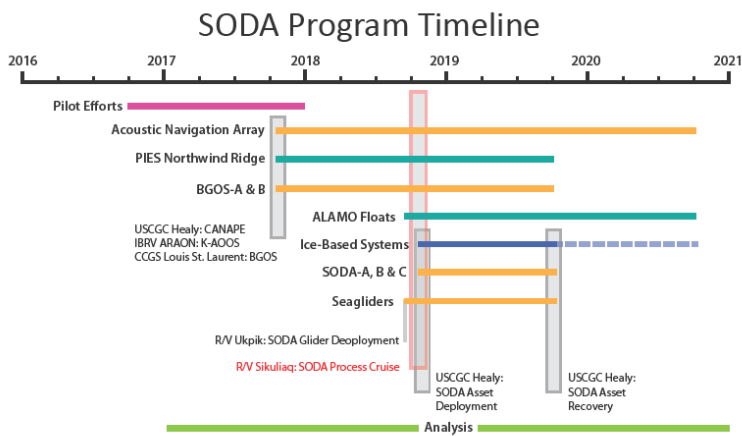 SODA Program Timeline
2016 2017 2018 2019 2020 2021
Pilot Efforts
Acoustic Navigation Array
PIES Northwind Ridge
BGOS-A & B
ALAMO Floats
USCGC Healy: CANAPE
IBRV ARAON: K-AOOS
CCGS Louis St. Laurent: BGOS
Ice-Based Systems
SODA-A, B & C
Seagliders
R/V Ukpik: SODA Glider Deoployment
R/V Sikuliaq: SODA Process Cruise
USCGC Healy:
SODA Asset
Deployment
USCGC Healy:
SODA Asset
Recovery
Analysis